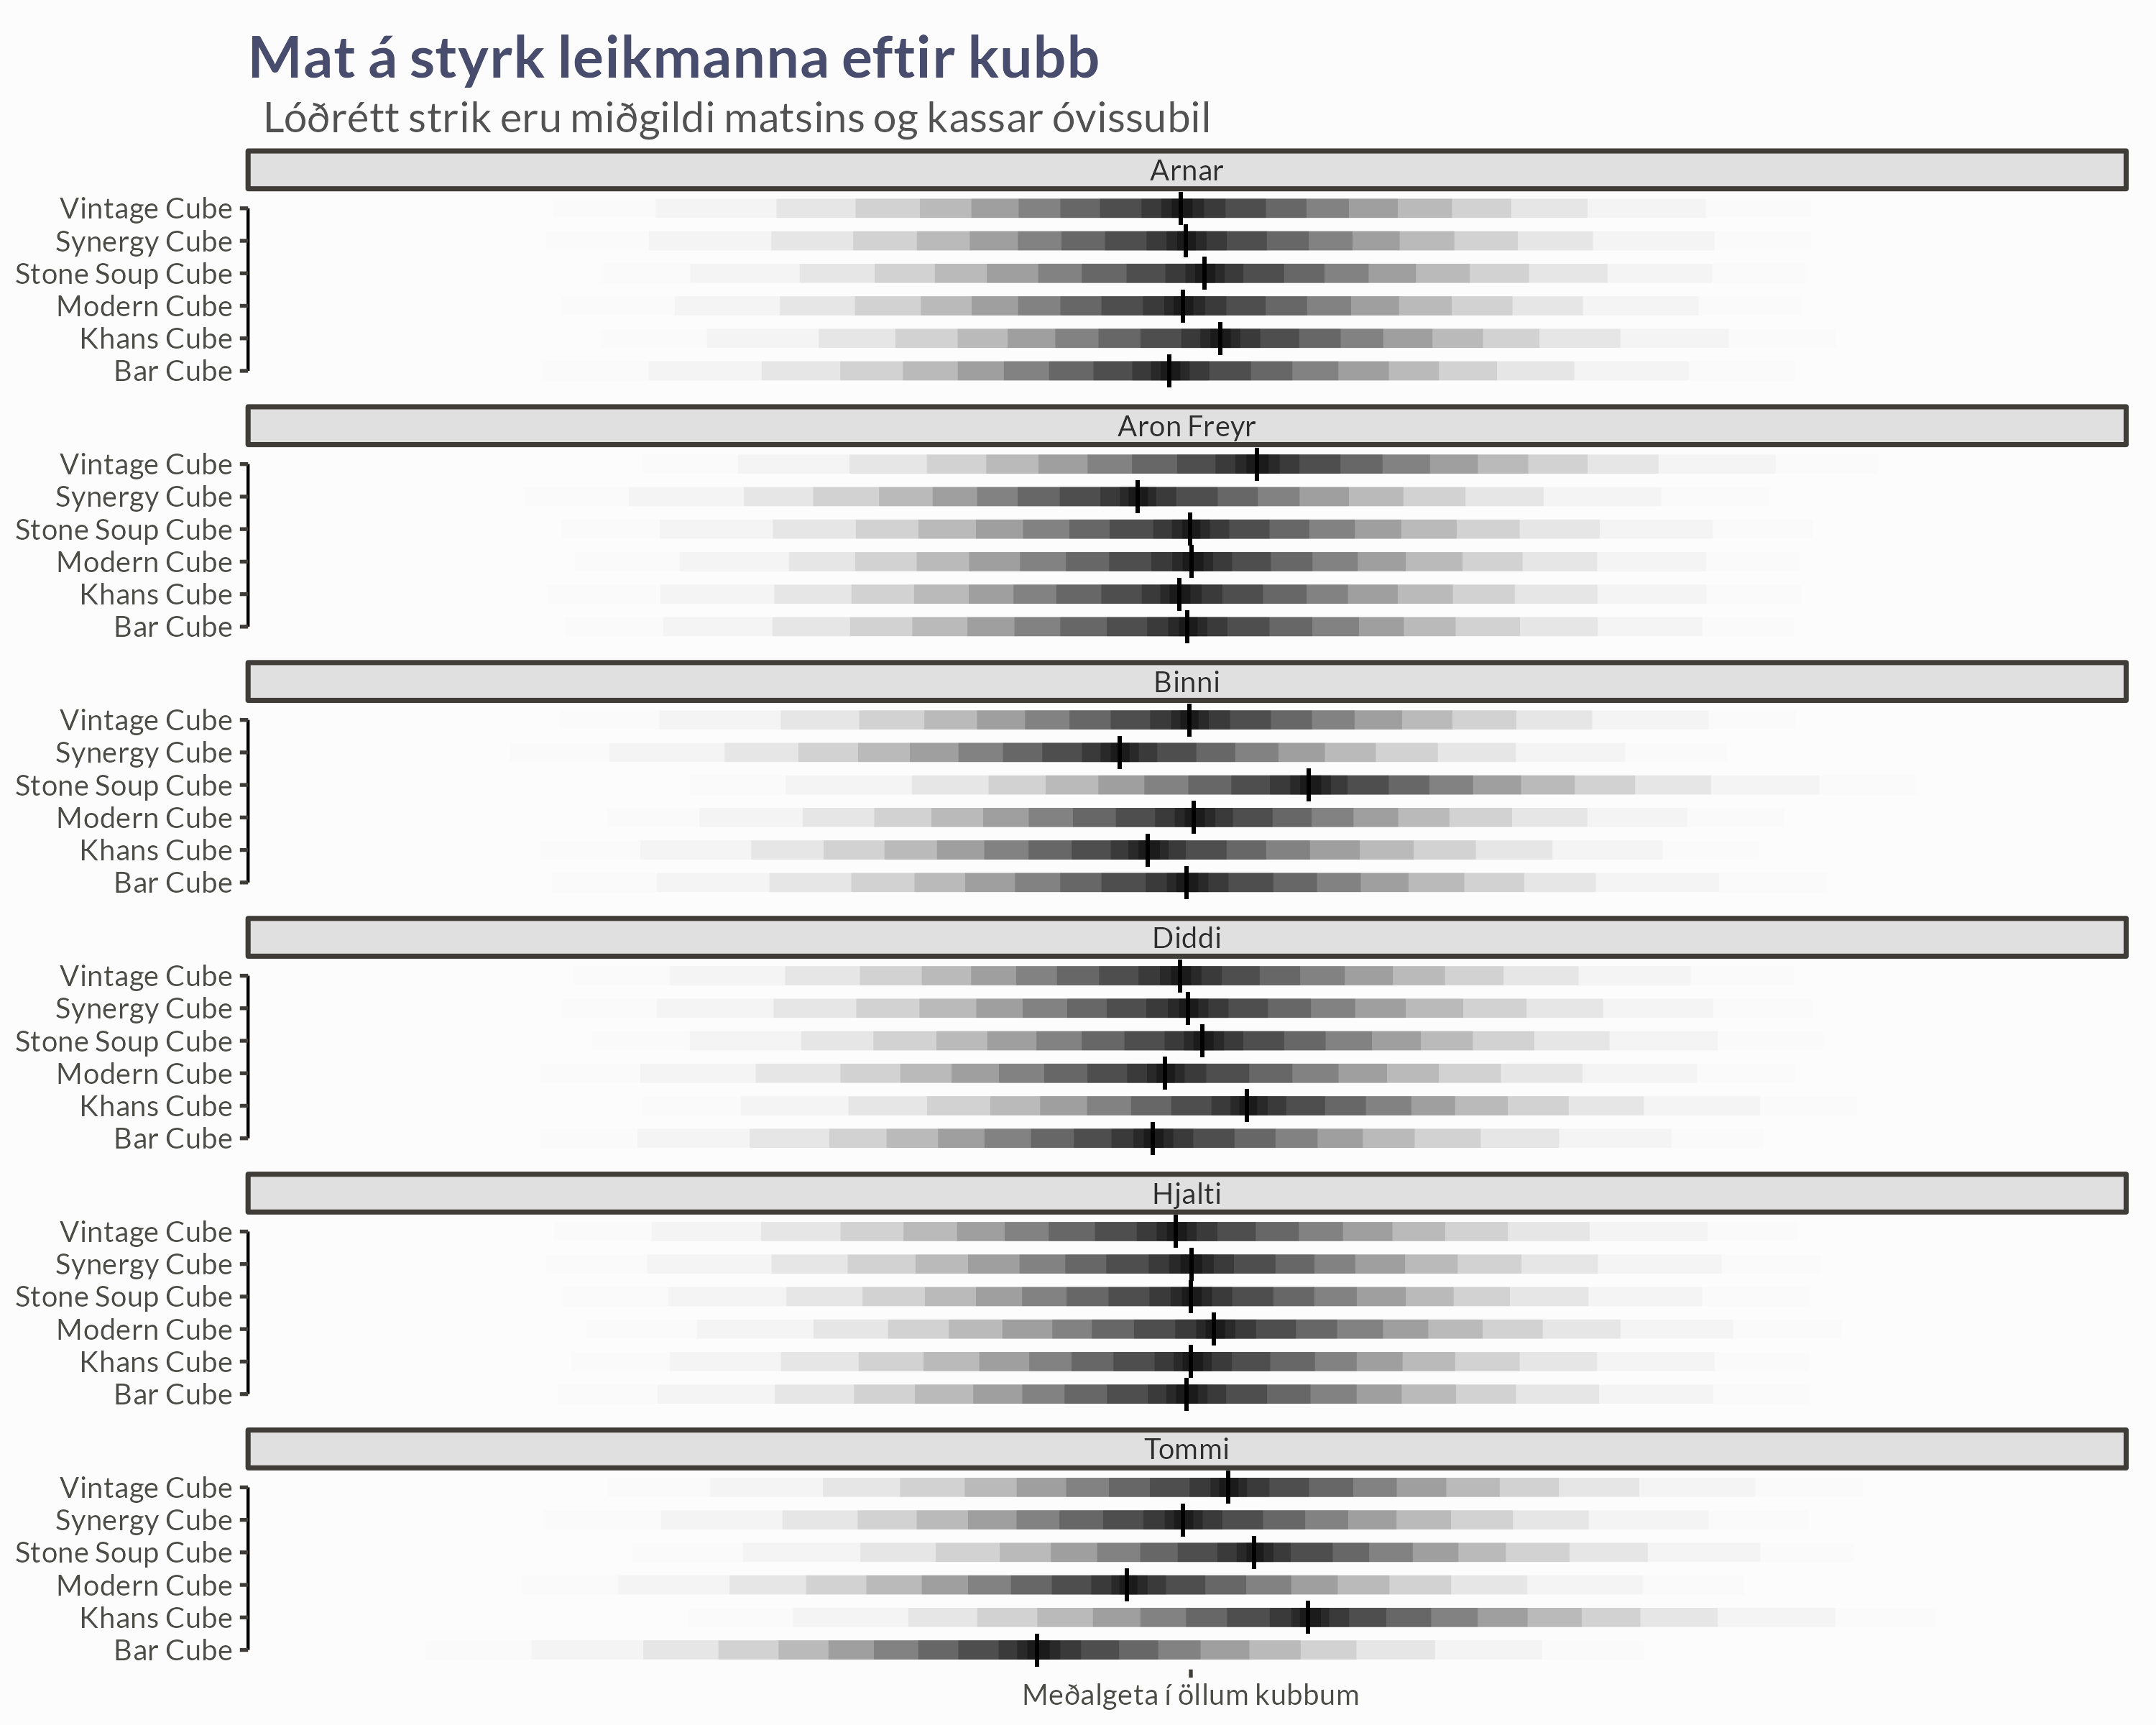 Mat á styrk leikmanna eftir kubb
Lóðrétt strik eru miðgildi matsins og kassar óvissubil
Arnar
Vintage Cube
Synergy Cube
Stone Soup Cube
Modern Cube
Khans Cube
Bar Cube
Aron Freyr
Vintage Cube
Synergy Cube
Stone Soup Cube
Modern Cube
Khans Cube
Bar Cube
Binni
Vintage Cube
Synergy Cube
Stone Soup Cube
Modern Cube
Khans Cube
Bar Cube
Diddi
Vintage Cube
Synergy Cube
Stone Soup Cube
Modern Cube
Khans Cube
Bar Cube
Hjalti
Vintage Cube
Synergy Cube
Stone Soup Cube
Modern Cube
Khans Cube
Bar Cube
Tommi
Vintage Cube
Synergy Cube
Stone Soup Cube
Modern Cube
Khans Cube
Bar Cube
Meðalgeta í öllum kubbum